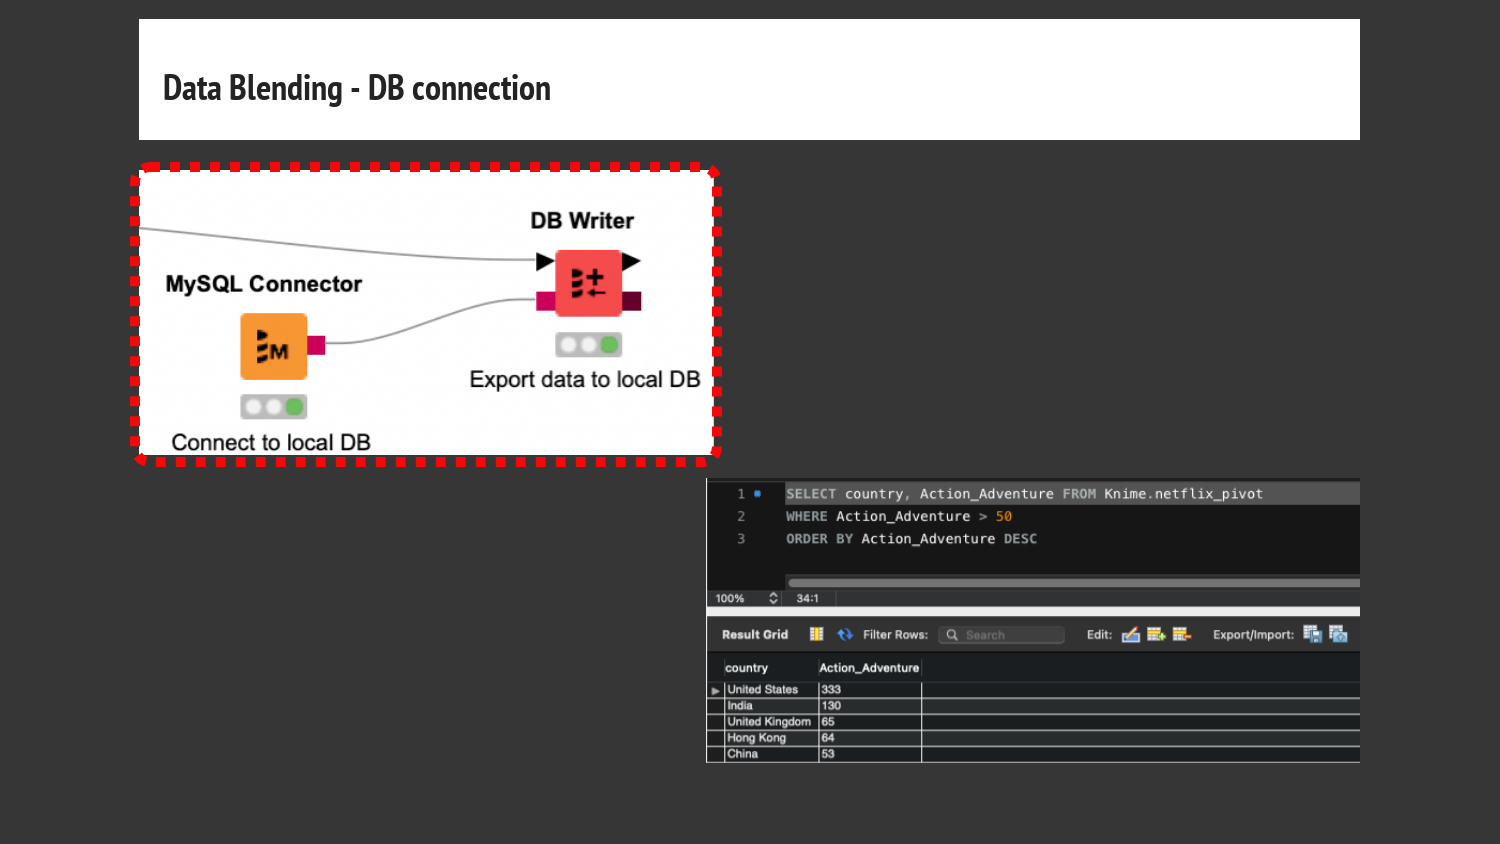 Data Blending - DB connection
DB Writer
MySQL Connector
M
Export data to local DB
Connect to local DB
1 SELECT country, Action_Adventure FROM Knime.netflix_pivot
2 WHERE Action_Adventure > 50
3 ORDER BY Action_Adventure DESC
100% 34:1
Result Grid Filter Rows: Search Edit: Export/Import:
country Action_Adventure
United States 333
India 130
United Kingdom 65
Hong Kong 64
China 53